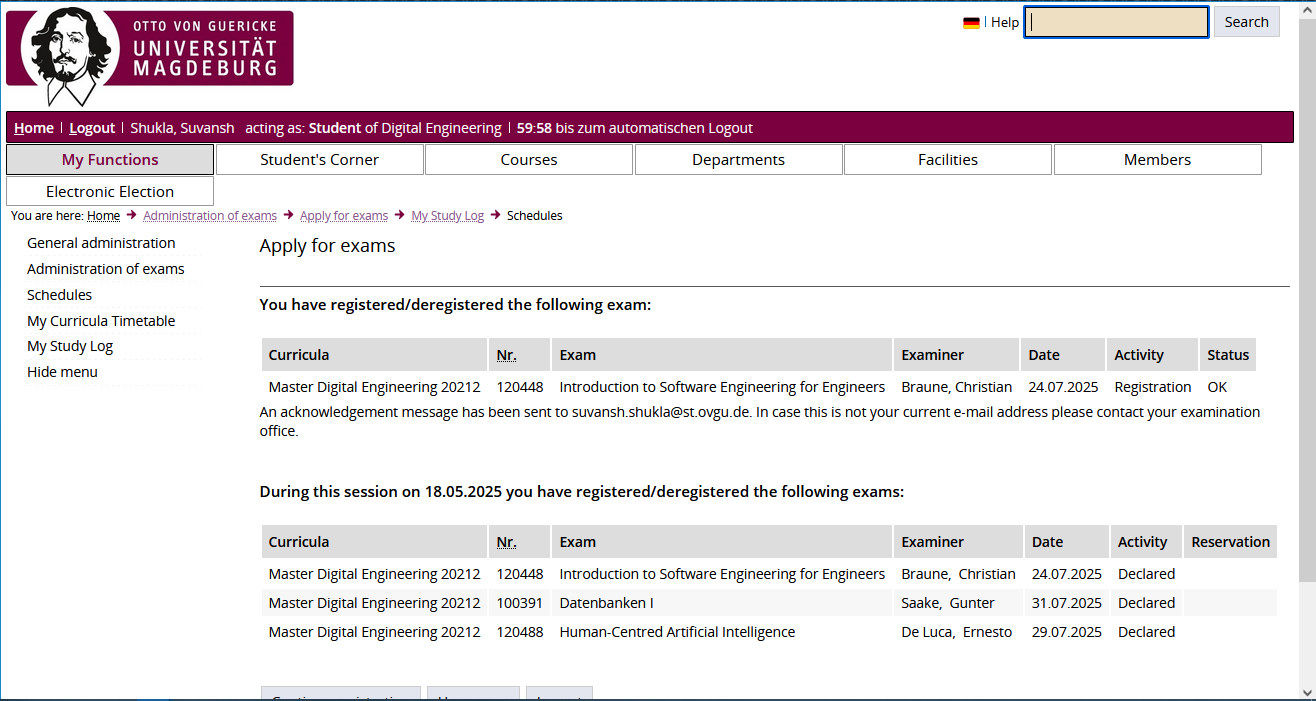 OTTO VON GUERICKE
UNIVERSITÄT
MAGDEBURG
| Help
Search
Home | Logout | Shukla, Suvansh acting as: Student of Digital Engineering | 59:58 bis zum automatischen Logout
My Functions Student's Corner Courses Departments Facilities Members
Electronic Election
You are here: Home → Administration of exams → Apply for exams → My Study Log → Schedules
General administration
Administration of exams
Schedules
My Curricula Timetable
My Study Log
Hide menu
Apply for exams
You have registered/deregistered the following exam:
Curricula Nr. Exam Examiner Date Activity Status
Master Digital Engineering 20212 120448 Introduction to Software Engineering for Engineers Braune, Christian 24.07.2025 Registration OK
An acknowledgement message has been sent to suvansh.shukla@st.ovgu.de. In case this is not your current e-mail address please contact your examination
office.
During this session on 18.05.2025 you have registered/deregistered the following exams:
Curricula Nr. Exam Examiner Date Activity Reservation
Master Digital Engineering 20212 120448 Introduction to Software Engineering for Engineers Braune, Christian 24.07.2025 Declared
Master Digital Engineering 20212 100391 Datenbanken I Saake, Gunter 31.07.2025 Declared
Master Digital Engineering 20212 120488 Human-Centred Artificial Intelligence De Luca, Ernesto 29.07.2025 Declared